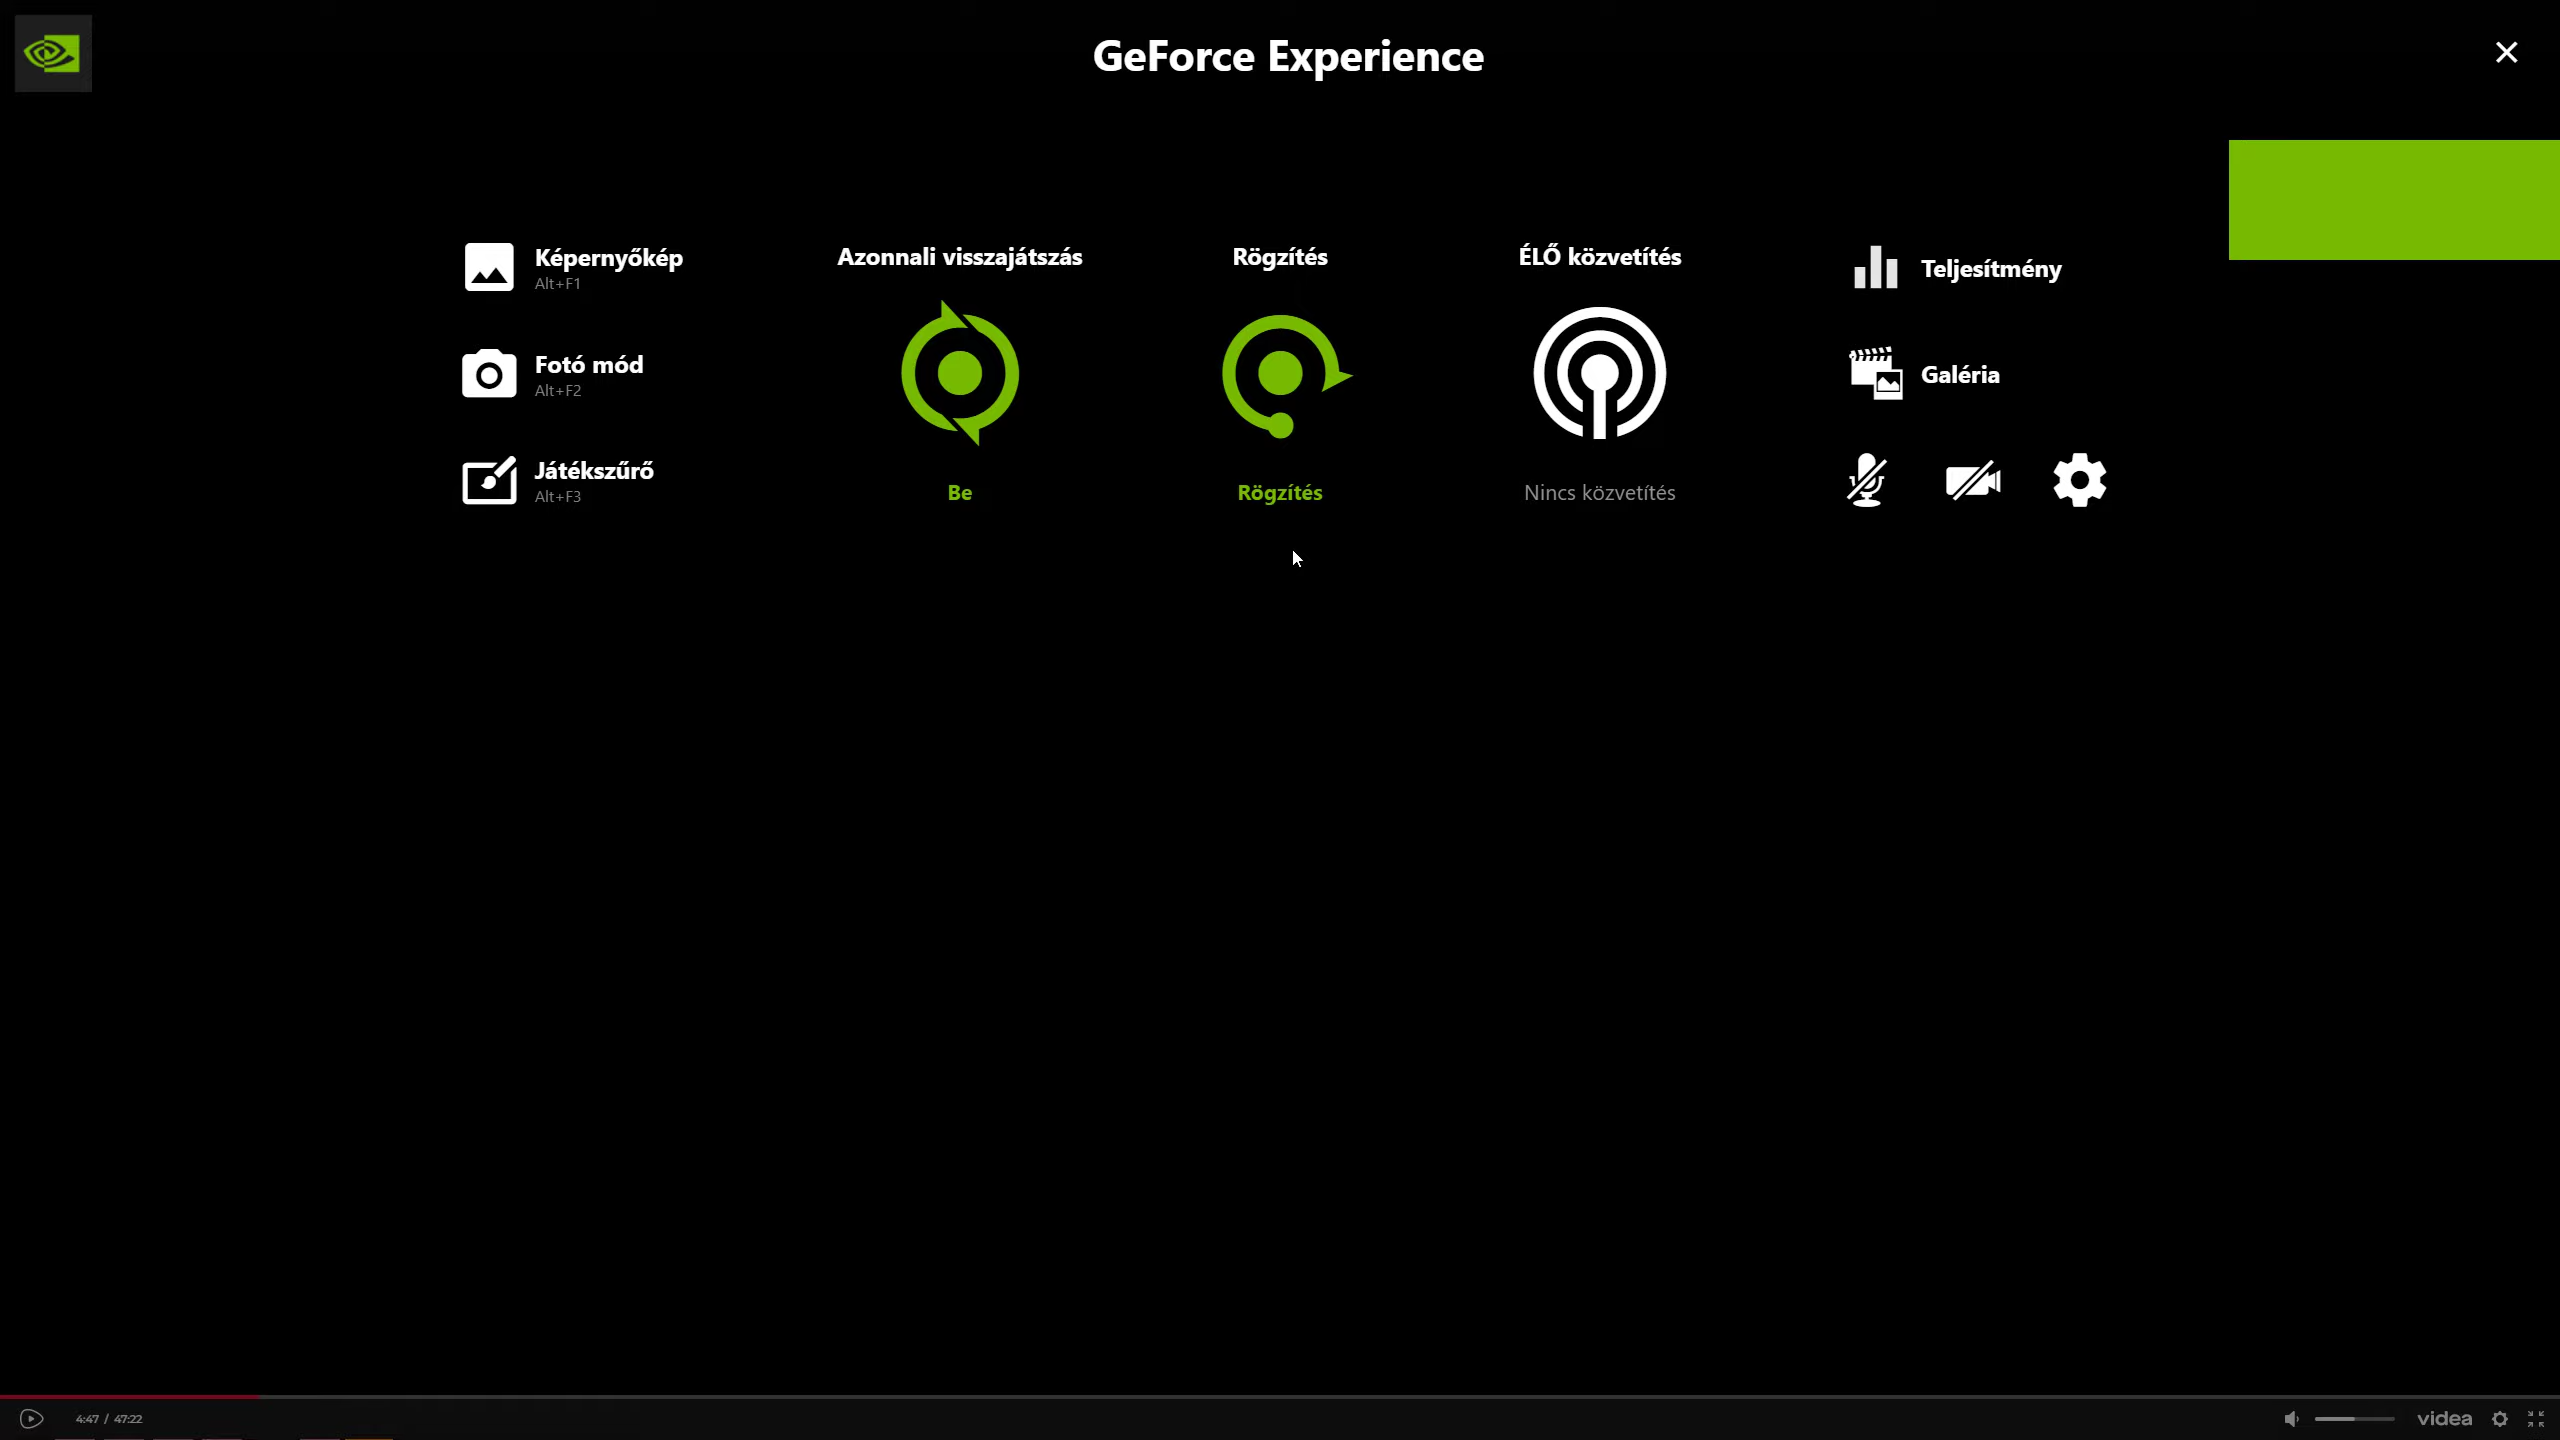 GeForce Experience
Képernyőkép
Alt+F1
Azonnali visszajátszás
Rögzítés
ÉLŐ közvetítés
Teljesítmény
Fotó mód
Alt+F2
Galéria
Játékszűrő
Alt+F3
Be
Rögzítés
Nincs közvetítés
4:47 / 47:22
videa